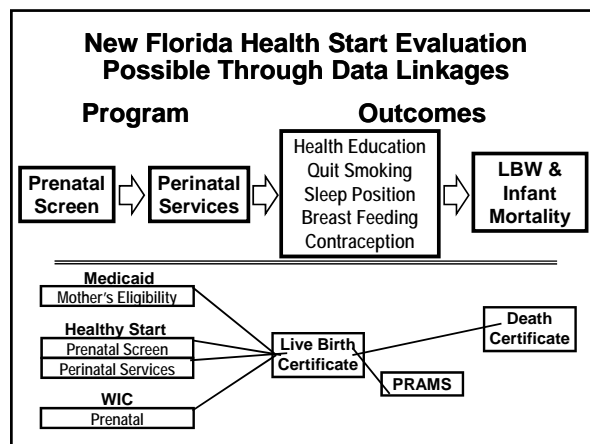 New Florida Health Start Evaluation
Possible Through Data Linkages
Program
Outcomes
Prenatal
Screen
Perinatal
Services
Health Education
Quit Smoking
Sleep Position
Breast Feeding
Contraception
LBW &
Infant
Mortality
Medicaid
Mother's Eligibility
Healthy Start
Prenatal Screen
Perinatal Services
WIC
Prenatal
Live Birth
Certificate
PRAMS
Death
Certificate